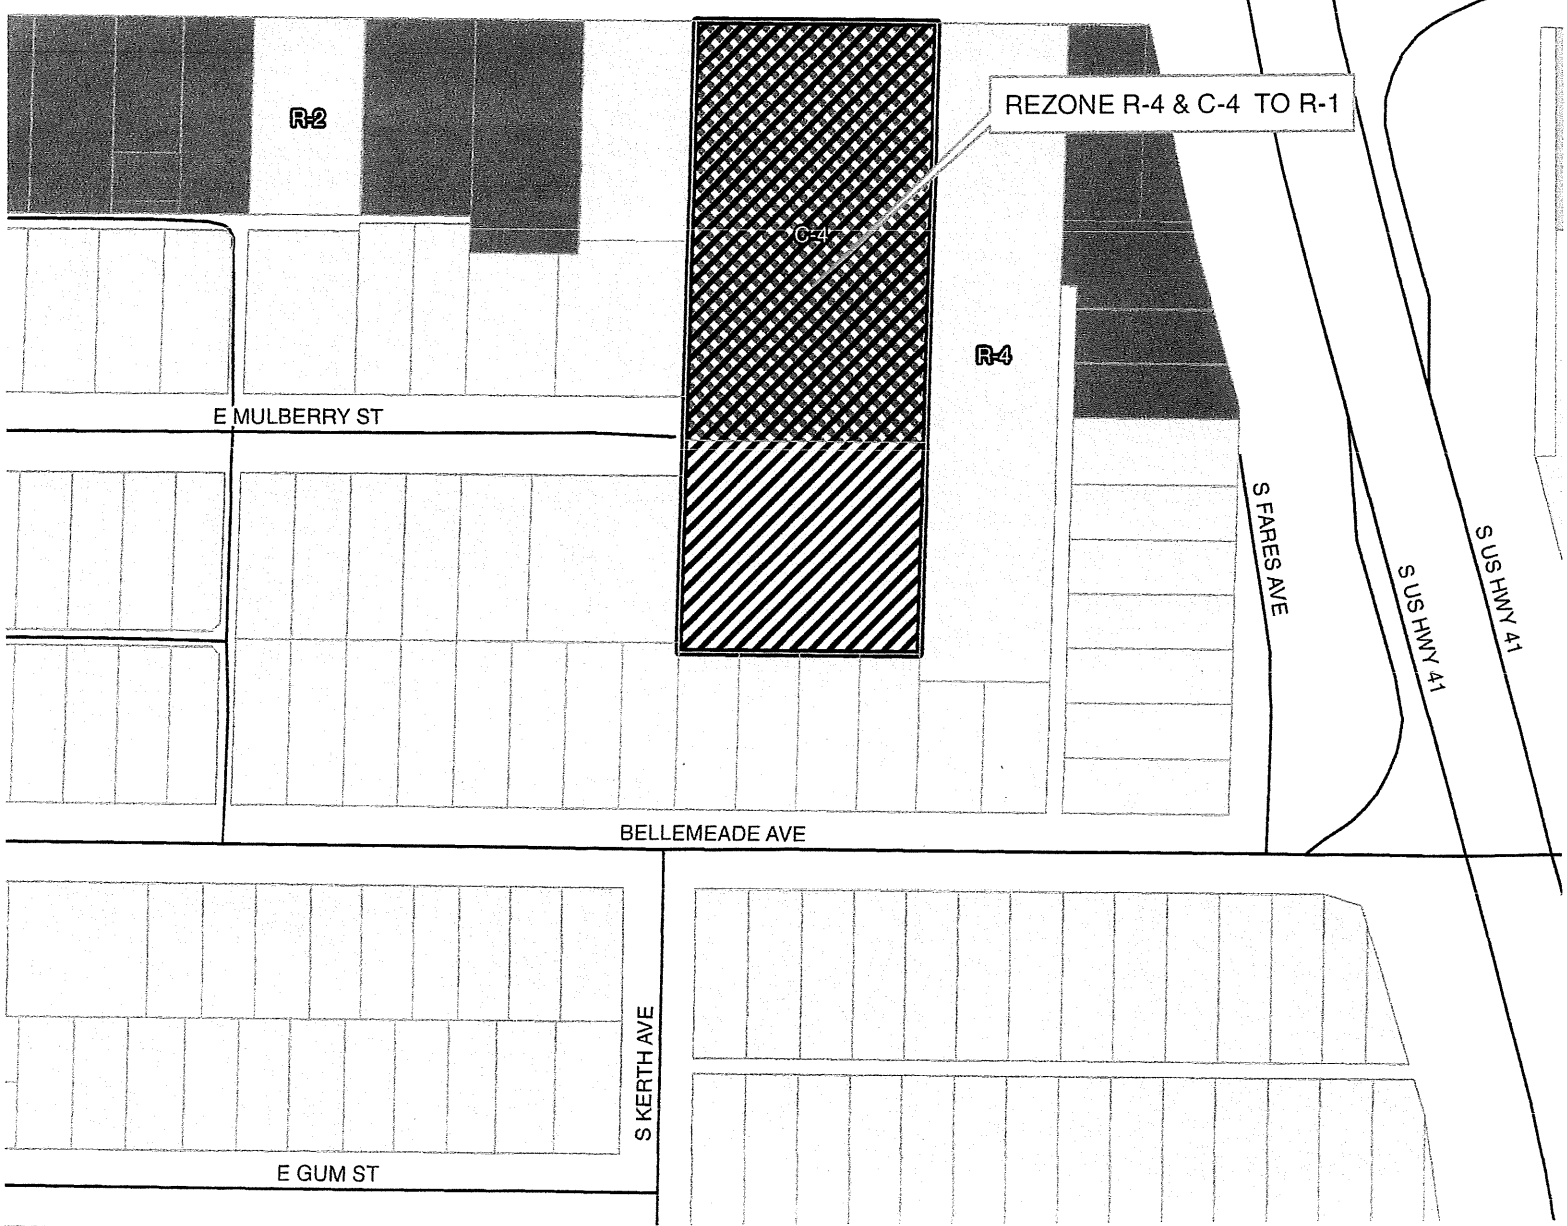 REZONE R-4 & C-4 TO R-1
R-2
C-4
R-4
E MULBERRY ST
S FARES AVE
S US HWY 41
S US HWY 41
BELLEMEADE AVE
S KERTH AVE
E GUM ST